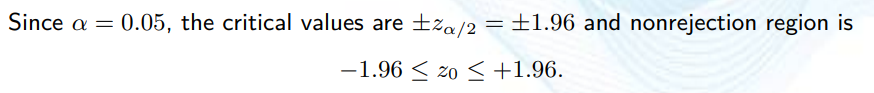 Since α = 0.05, the critical values are ±z_{α/2} = ±1.96 and nonrejection region is
−1.96 ≤ z₀ ≤ +1.96.